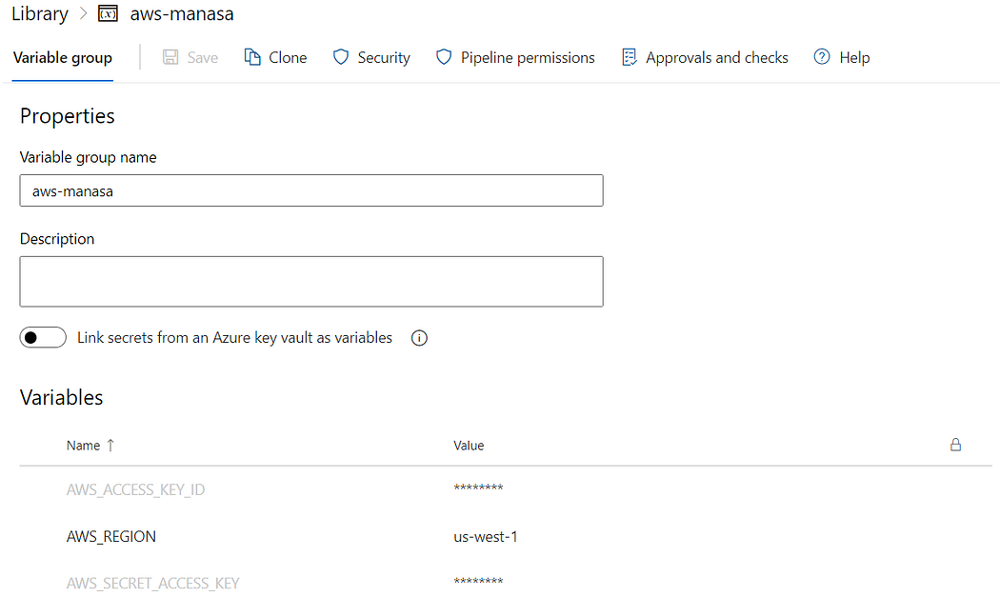 Library > (x) aws-manasa
Variable group Save Clone Security Pipeline permissions Approvals and checks ? Help
Properties
Variable group name
aws-manasa
Description
Link secrets from an Azure key vault as variables i
Variables
Name ↑ Value
AWS_ACCESS_KEY_ID ********
AWS_REGION us-west-1
AWS_SECRET_ACCESS_KEY ********